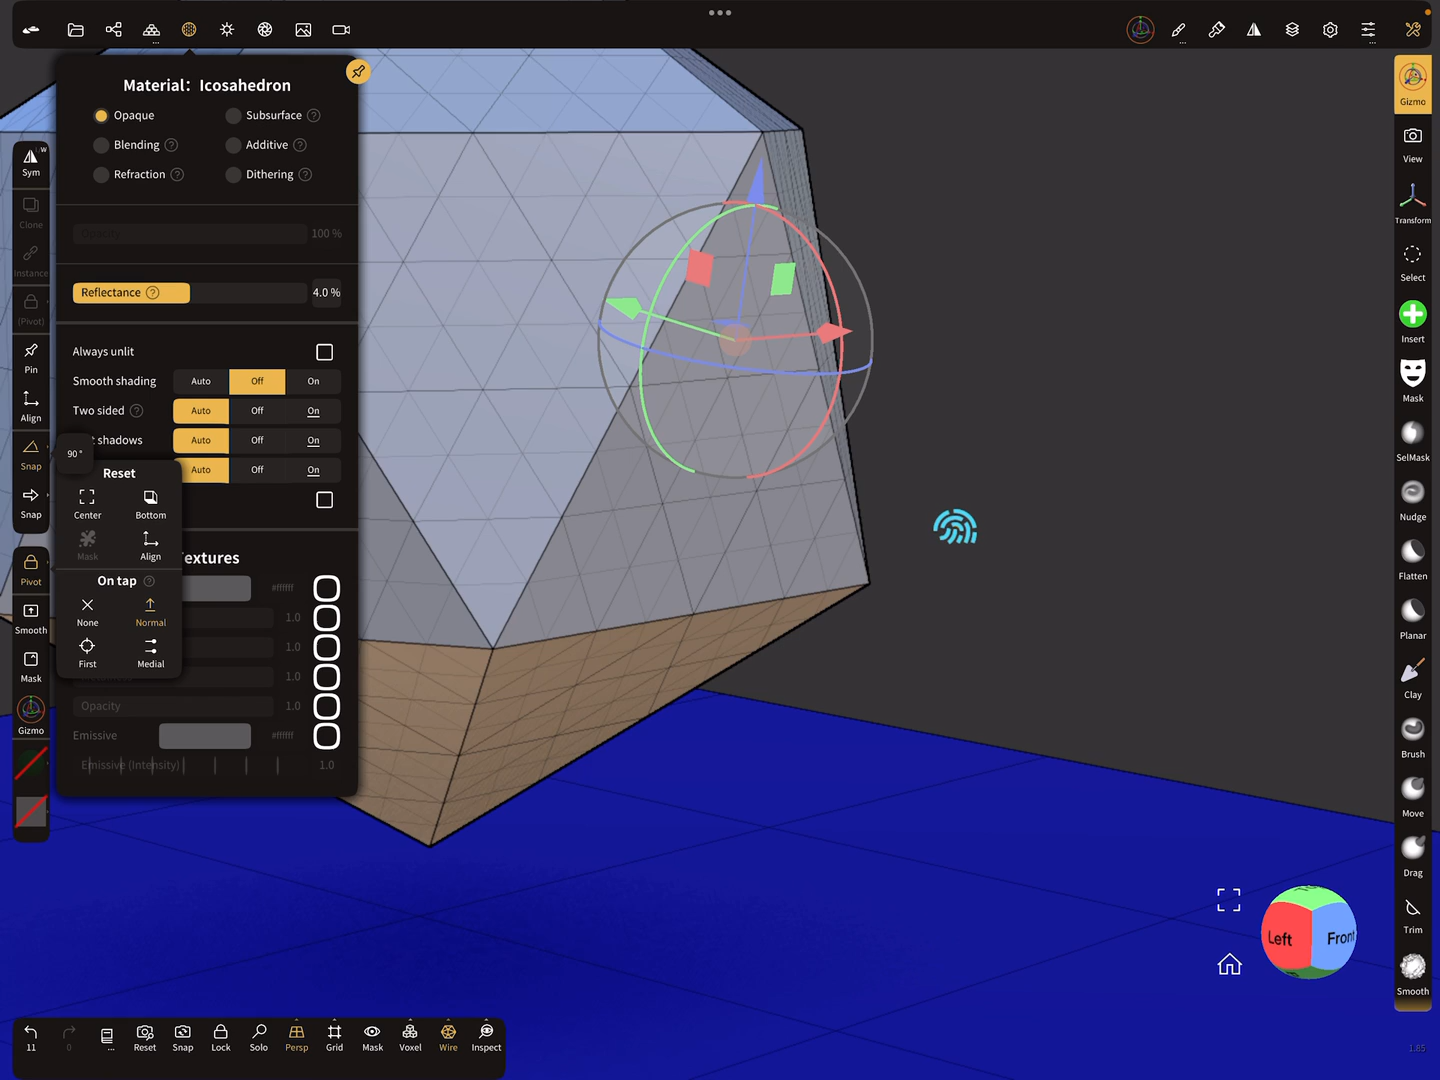 Material: Icosahedron
Opaque
Subsurface ?
Blending ?
Additive ?
Refraction ?
Dithering ?
Opacity
100 %
Reflectance ?
4.0 %
Always unlit
Smooth shading
Auto
Off
On
Two sided ?
Auto
Off
On
t shadows
Auto
Off
On
Auto
Off
On
extures
#ffffff
1.0
1.0
1.0
Opacity
1.0
Emissive
#ffffff
Emissive (Intensity)
1.0
W
Sym
Clone
Instance
(Pivot)
Pin
Align
Snap
Snap
Pivot
Smooth
Mask
Gizmo
90 °
Reset
Center
Bottom
Mask
Align
On tap ?
None
Normal
First
Medial
Gizmo
View
Transform
Select
Insert
Mask
SelMask
Nudge
Flatten
Planar
Clay
Brush
Move
Drag
Trim
Smooth
Left
Front
11
0
...
Reset
Snap
Lock
Solo
Persp
Grid
Mask
Voxel
Wire
Inspect
1.85